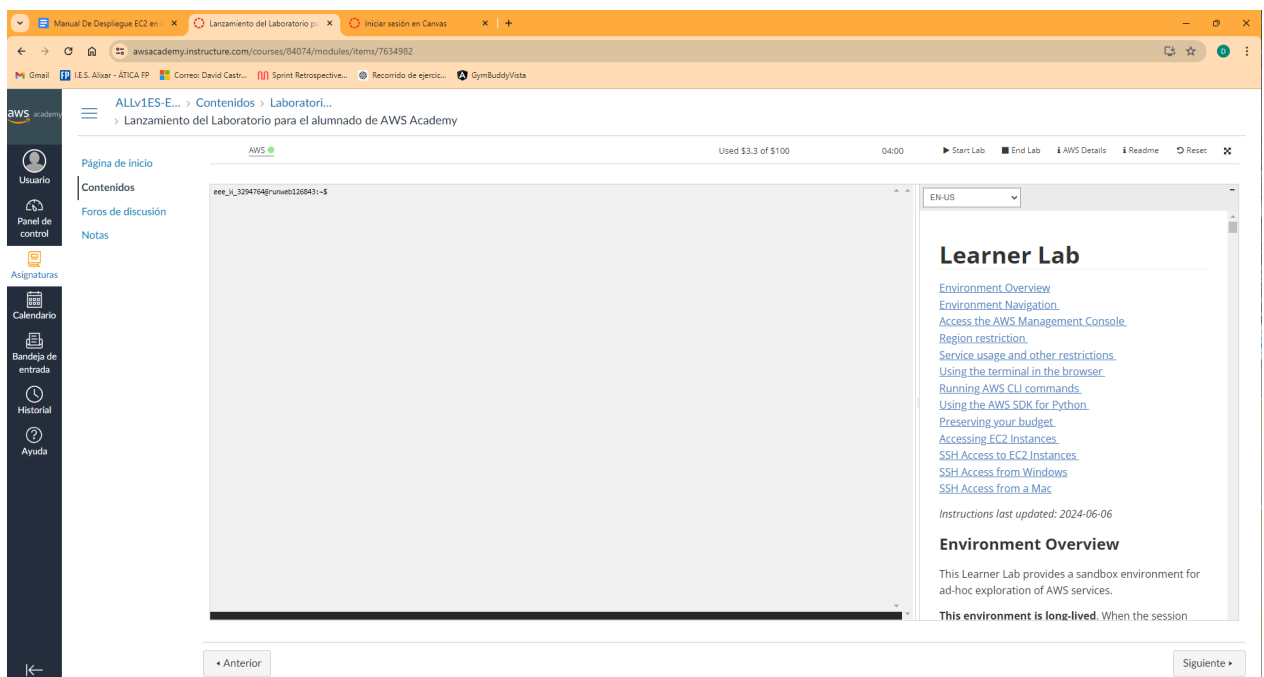 Manual De Despliegue EC2 en
Lanzamiento del Laboratorio pa
Iniciar sesión en Canvas
awsacademy.instructure.com/courses/84074/modules/items/7634982
D
Gmail
I.E.S. Alixar - ÁTICA FP
Correo: David Castr...
Sprint Retrospective...
Recorrido de ejercic...
GymBuddyVista
aws academy
ALLv1ES-E... > Contenidos > Laboratori...
> Lanzamiento del Laboratorio para el alumnado de AWS Academy
Usuario
Panel de control
Asignaturas
Calendario
Bandeja de entrada
Historial
Ayuda
Página de inicio
Contenidos
Foros de discusión
Notas
AWS
Used $3.3 of $100
04:00
Start Lab
End Lab
AWS Details
Readme
Reset
eee_W_3294764@runweb126843:~$
EN-US
Learner Lab
Environment Overview
Environment Navigation
Access the AWS Management Console
Region restriction
Service usage and other restrictions
Using the terminal in the browser
Running AWS CLI commands
Using the AWS SDK for Python
Preserving your budget
Accessing EC2 Instances
SSH Access to EC2 Instances
SSH Access from Windows
SSH Access from a Mac
Instructions last updated: 2024-06-06
Environment Overview
This Learner Lab provides a sandbox environment for
ad-hoc exploration of AWS services.
This environment is long-lived. When the session
Anterior
Siguiente